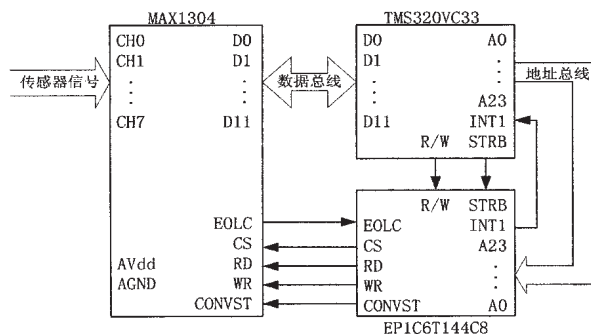 MAX1304
TMS320VC33
CH0
D0
D0
A0
CH1
D1
D1
传感器信号
数据总线
地址总线
A23
CH7
D11
D11
INT1
R/W
STRB
R/W
STRB
EOLC
EOLC
INT1
CS
CS
A23
AVdd
RD
RD
AGND
WR
WR
CONVST
CONVST
A0
EP1C6T144C8